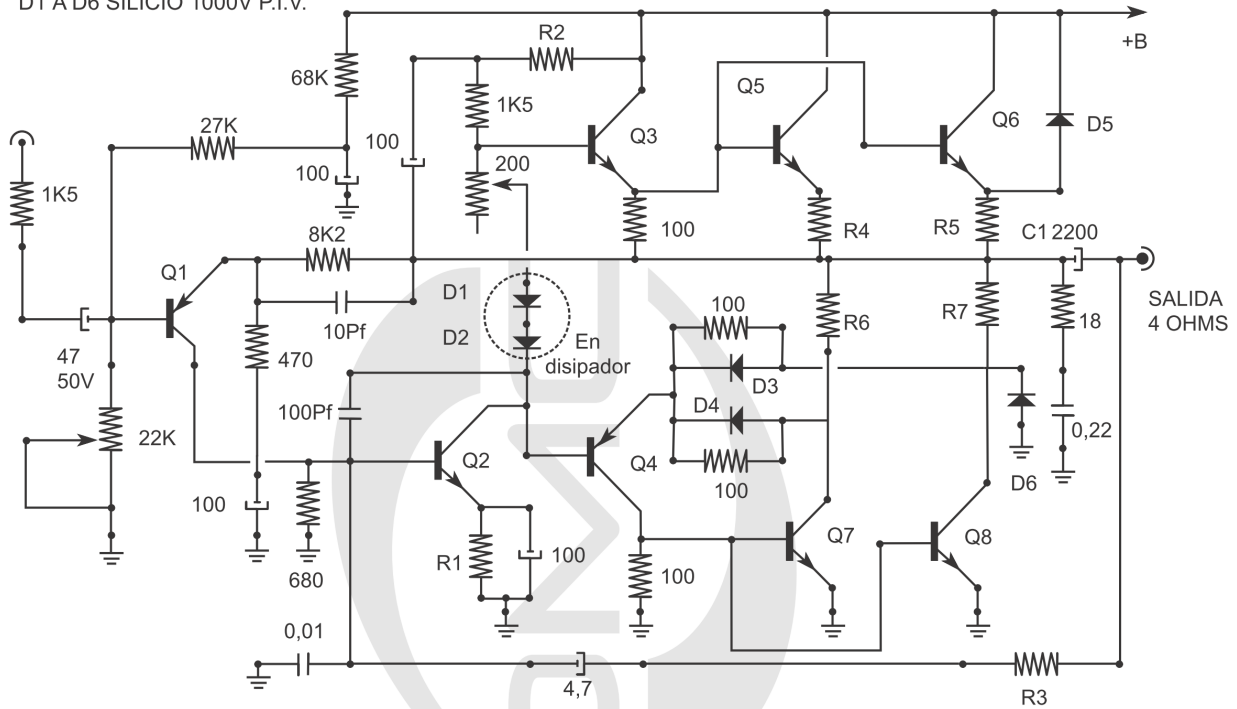 D1 A D6 SILICIO 1000V P.I.V.
+B
R2
68K
1K5
Q3
Q5
Q6
D5
27K
100
100
200
1K5
100
R4
R5
C1 2200
8K2
Q1
D1
10Pf
D2
En
disipador
100
R6
R7
18
SALIDA
4 OHMS
470
47
50V
D3
D4
100Pf
22K
Q2
Q4
100
D6
0,22
100
680
R1
100
100
Q7
Q8
0,01
4,7
R3